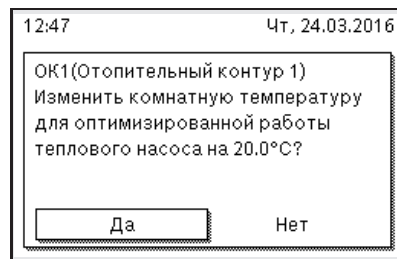 12:47 Чт, 24.03.2016
ОК1(Отопительный контур 1)
Изменить комнатную температуру
для оптимизированной работы
теплового насоса на 20.0°C?
Да Нет